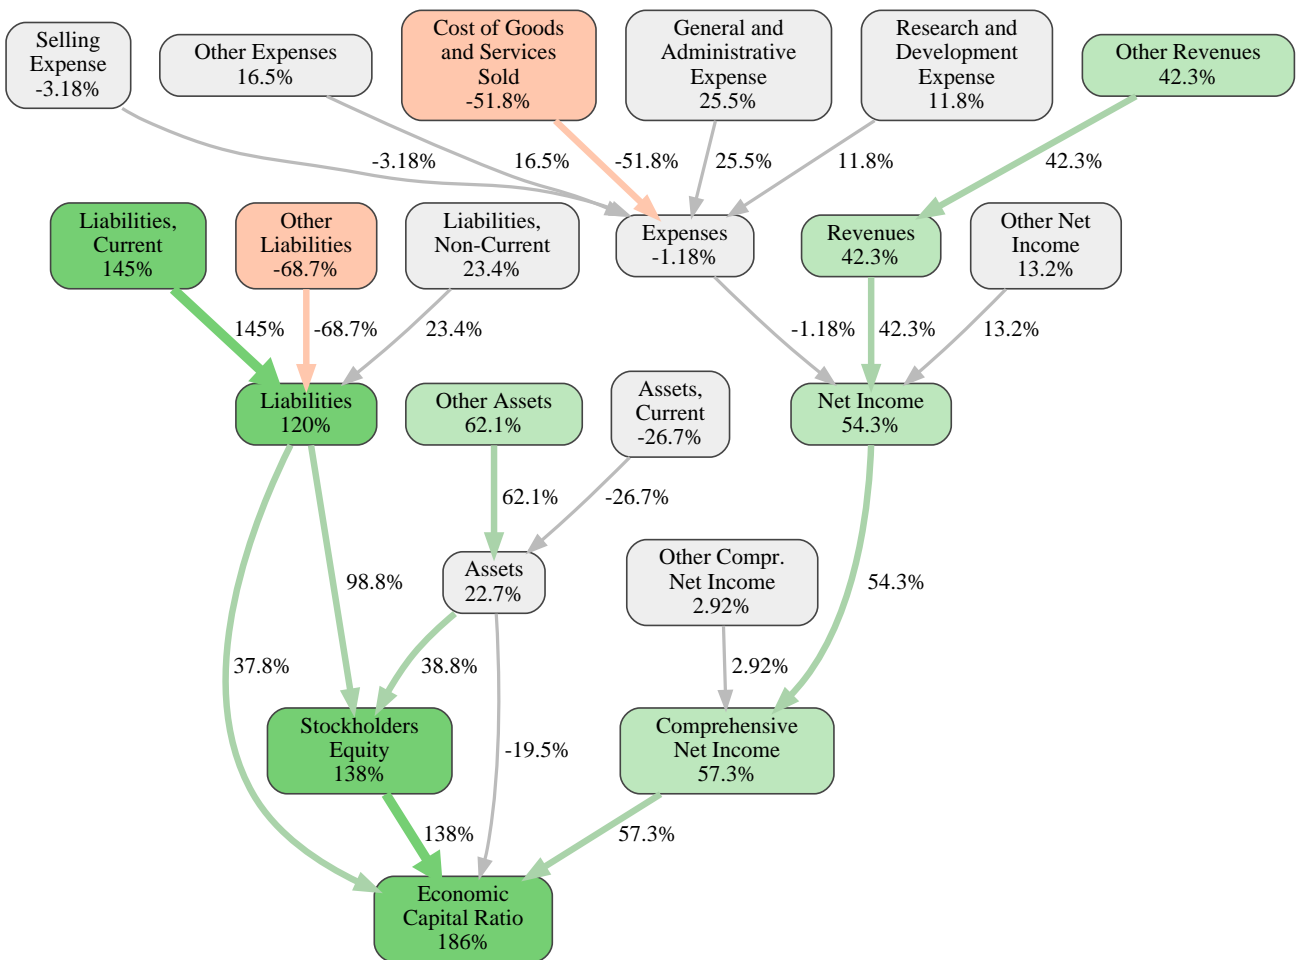 Selling
Expense
-3.18%
Other Expenses
16.5%
Cost of Goods
and Services
Sold
-51.8%
General and
Administrative
Expense
25.5%
Research and
Development
Expense
11.8%
Other Revenues
42.3%
-3.18%
16.5%
-51.8%
25.5%
11.8%
42.3%
Liabilities,
Current
145%
Other
Liabilities
-68.7%
Liabilities,
Non-Current
23.4%
Expenses
-1.18%
Revenues
42.3%
Other Net
Income
13.2%
145%
-68.7%
23.4%
-1.18%
42.3%
13.2%
Liabilities
120%
Other Assets
62.1%
Assets,
Current
-26.7%
Net Income
54.3%
62.1%
-26.7%
98.8%
Assets
22.7%
Other Compr.
Net Income
2.92%
54.3%
37.8%
38.8%
2.92%
Stockholders
Equity
138%
-19.5%
Comprehensive
Net Income
57.3%
138%
57.3%
Economic
Capital Ratio
186%